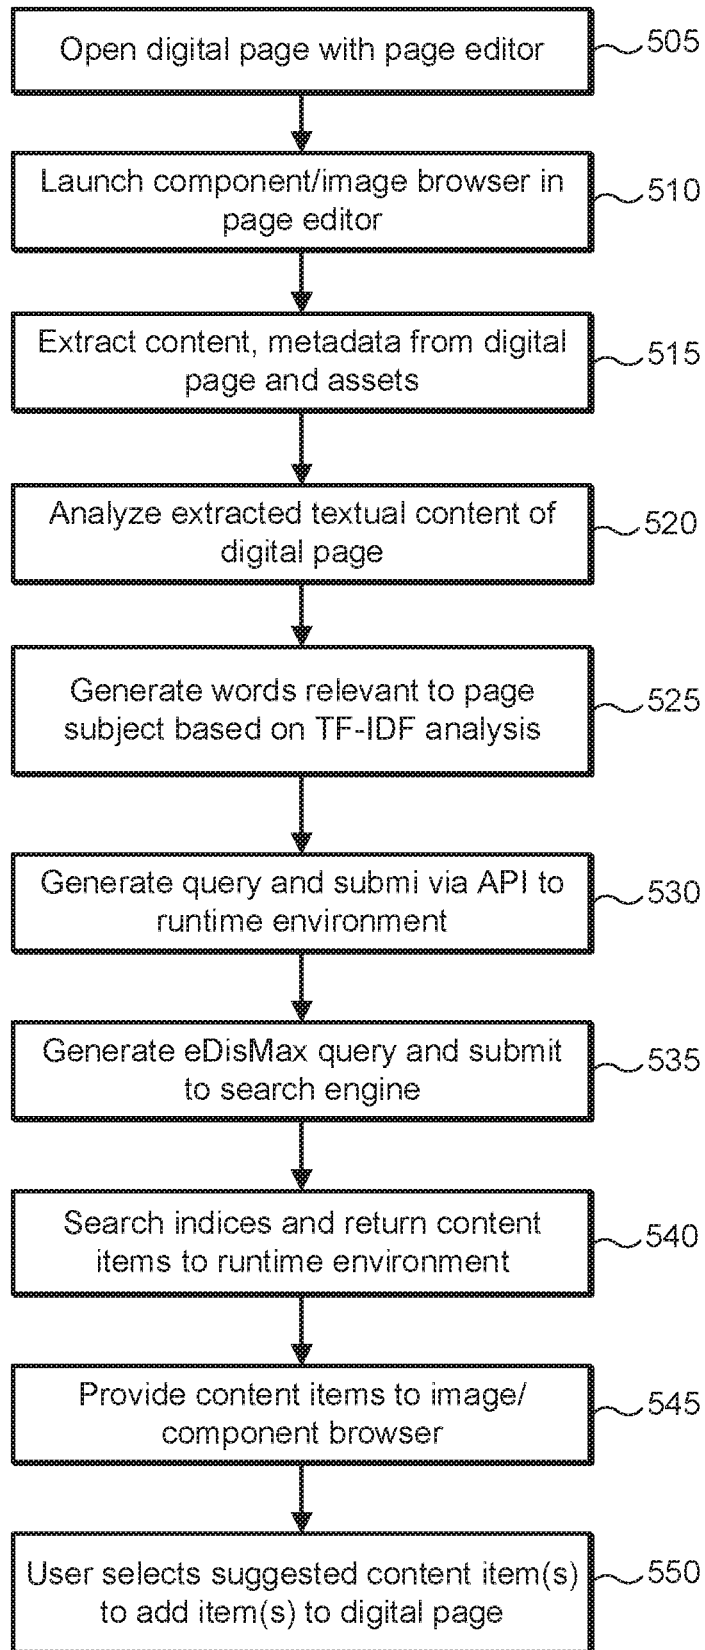 Open digital page with page editor
505
Launch component/image browser in
page editor
510
Extract content, metadata from digital
page and assets
515
Analyze extracted textual content of
digital page
520
Generate words relevant to page
subject based on TF-IDF analysis
525
Generate query and submi via API to
runtime environment
530
Generate eDisMax query and submit
to search engine
535
Search indices and return content
items to runtime environment
540
Provide content items to image/
component browser
545
User selects suggested content item(s)
to add item(s) to digital page
550